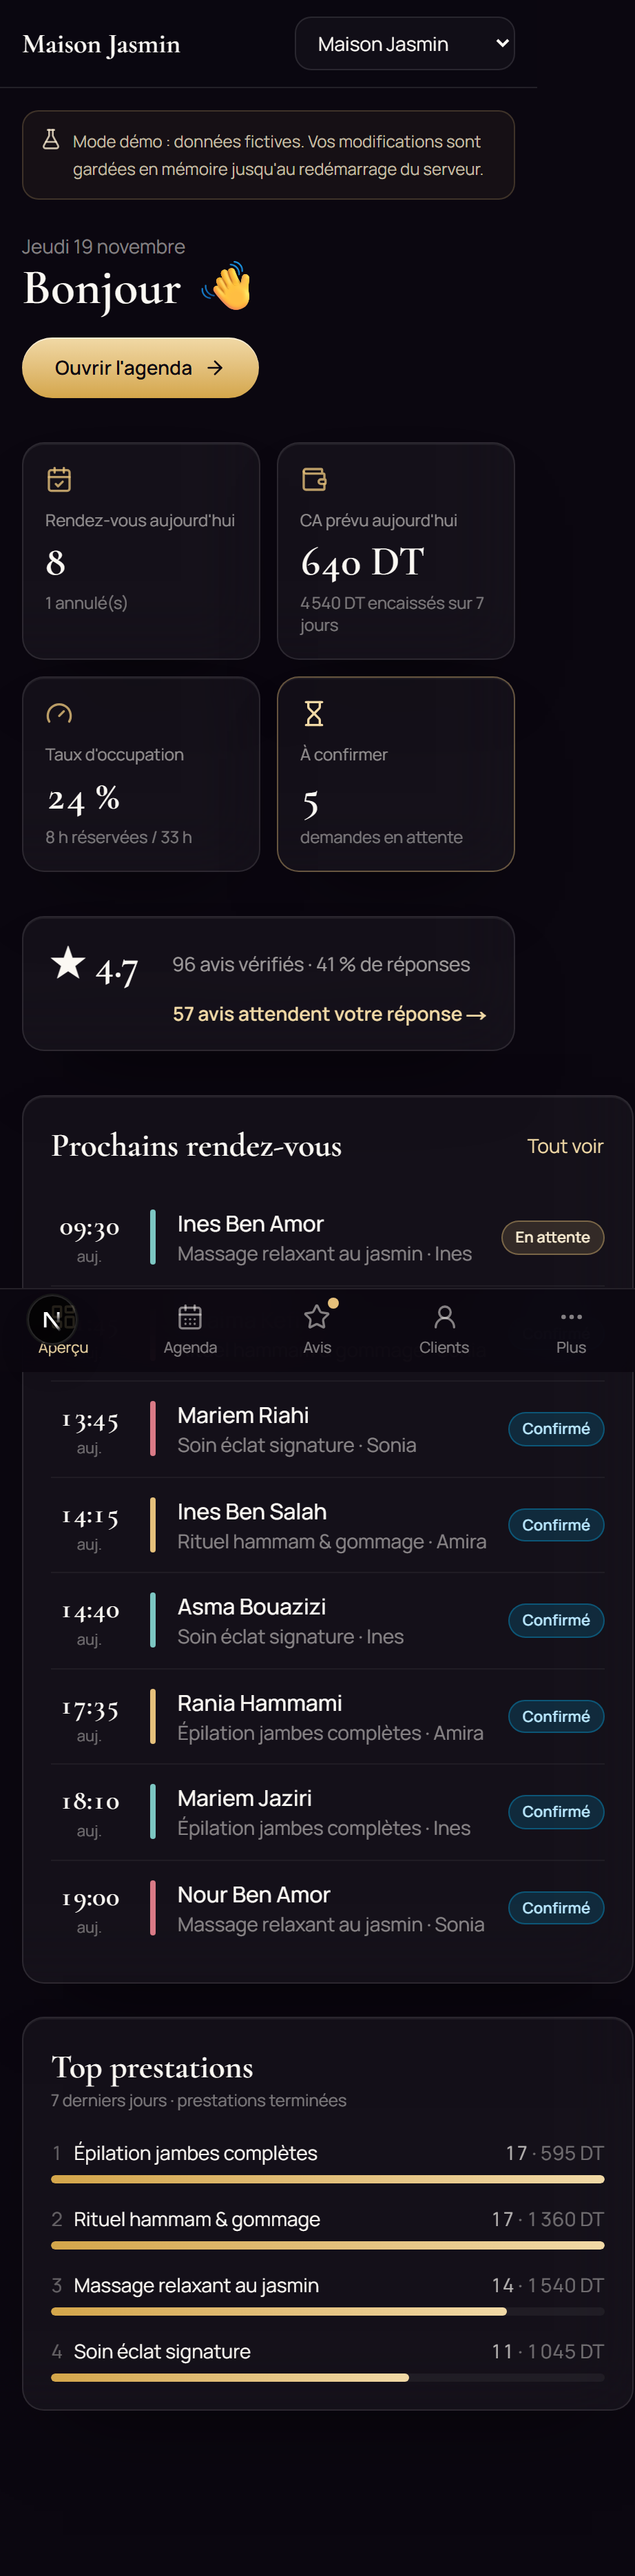 Maison Jasmin
Maison Jasmin
Mode démo : données fictives. Vos modifications sont
gardées en mémoire jusqu'au redémarrage du serveur.
Jeudi 19 novembre
Bonjour 👋
Ouvrir l'agenda →
Rendez-vous aujourd'hui
8
1 annulé(s)
CA prévu aujourd'hui
640 DT
4 540 DT encaissés sur 7
jours
Taux d'occupation
24 %
8 h réservées / 33 h
À confirmer
5
demandes en attente
★ 4.7
96 avis vérifiés · 41 % de réponses
57 avis attendent votre réponse →
Prochains rendez-vous
Tout voir
09:30
auj.
Ines Ben Amor
Massage relaxant au jasmin · Ines
En attente
N
Aperçu
Agenda
Avis
Clients
Plus
13:45
auj.
Mariem Riahi
Soin éclat signature · Sonia
Confirmé
14:15
auj.
Ines Ben Salah
Rituel hammam & gommage · Amira
Confirmé
14:40
auj.
Asma Bouazizi
Soin éclat signature · Ines
Confirmé
17:35
auj.
Rania Hammami
Épilation jambes complètes · Amira
Confirmé
18:10
auj.
Mariem Jaziri
Épilation jambes complètes · Ines
Confirmé
19:00
auj.
Nour Ben Amor
Massage relaxant au jasmin · Sonia
Confirmé
Top prestations
7 derniers jours · prestations terminées
1 Épilation jambes complètes 17 · 595 DT
2 Rituel hammam & gommage 17 · 1 360 DT
3 Massage relaxant au jasmin 14 · 1 540 DT
4 Soin éclat signature 11 · 1 045 DT